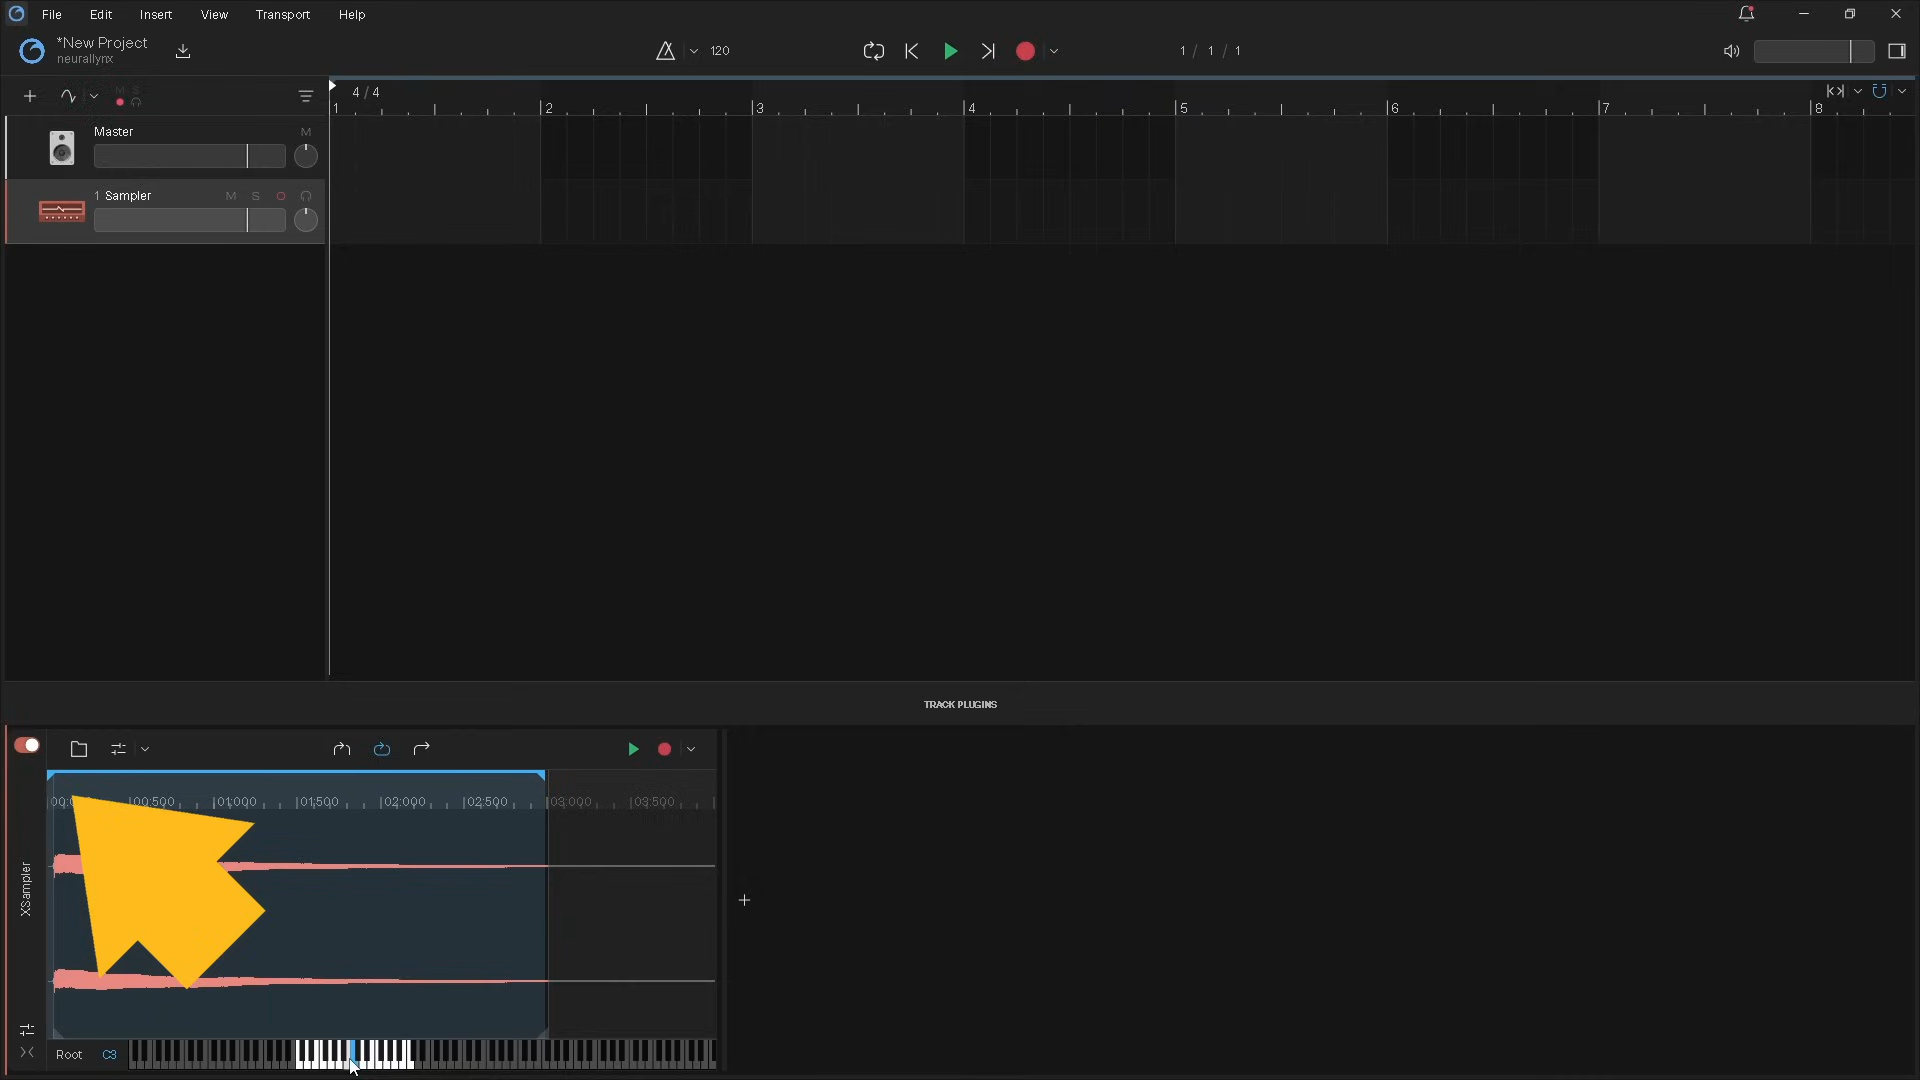 File Edit Insert View Transport Help
*New Project
neurallynx
120
1 / 1 / 1
M S
4 / 4
1 2 3 4 5 6 7 8
Master M
1 Sampler M S
TRACK PLUGINS
00:500 01:000 01:500 02:000 02:500 03:000 03:500
XSampler
Root C3